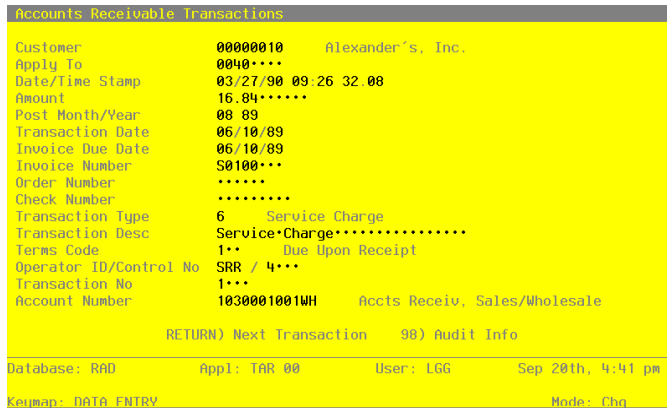 Accounts Receivable Transactions
Customer 00000010 Alexander´s, Inc.
Apply To 0040····
Date/Time Stamp 03/27/90 09:26 32.08
Amount 16.84······
Post Month/Year 08 89
Transaction Date 06/10/89
Invoice Due Date 06/10/89
Invoice Number S0100···
Order Number ······
Check Number ·········
Transaction Type 6 Service Charge
Transaction Desc Service·Charge················
Terms Code 1·· Due Upon Receipt
Operator ID/Control No SRR / 4···
Transaction No 1···
Account Number 1030001001WH Accts Receiv, Sales/Wholesale
RETURN) Next Transaction 98) Audit Info
Database: RAD Appl: TAR 00 User: LGG Sep 20th, 4:41 pm
Keymap: DATA ENTRY Mode: Chg